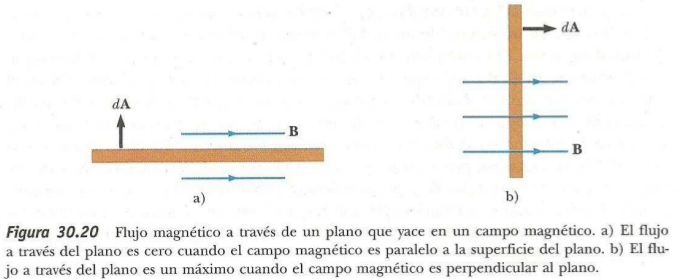 dA
B
a)
dA
B
b)
Figura 30.20 Flujo magnético a través de un plano que yace en un campo magnético. a) El flujo
a través del plano es cero cuando el campo magnético es paralelo a la superficie del plano. b) El flu-
jo a través del plano es un máximo cuando el campo magnético es perpendicular al plano.